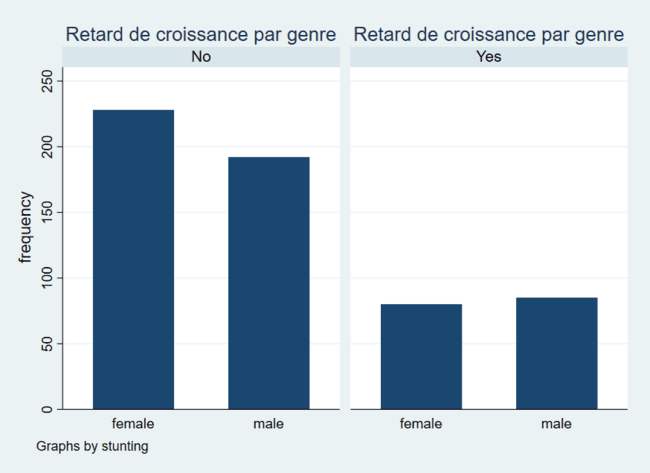 Retard de croissance par genre
Retard de croissance par genre
No
Yes
frequency
250
200
150
100
50
0
female
male
female
male
Graphs by stunting